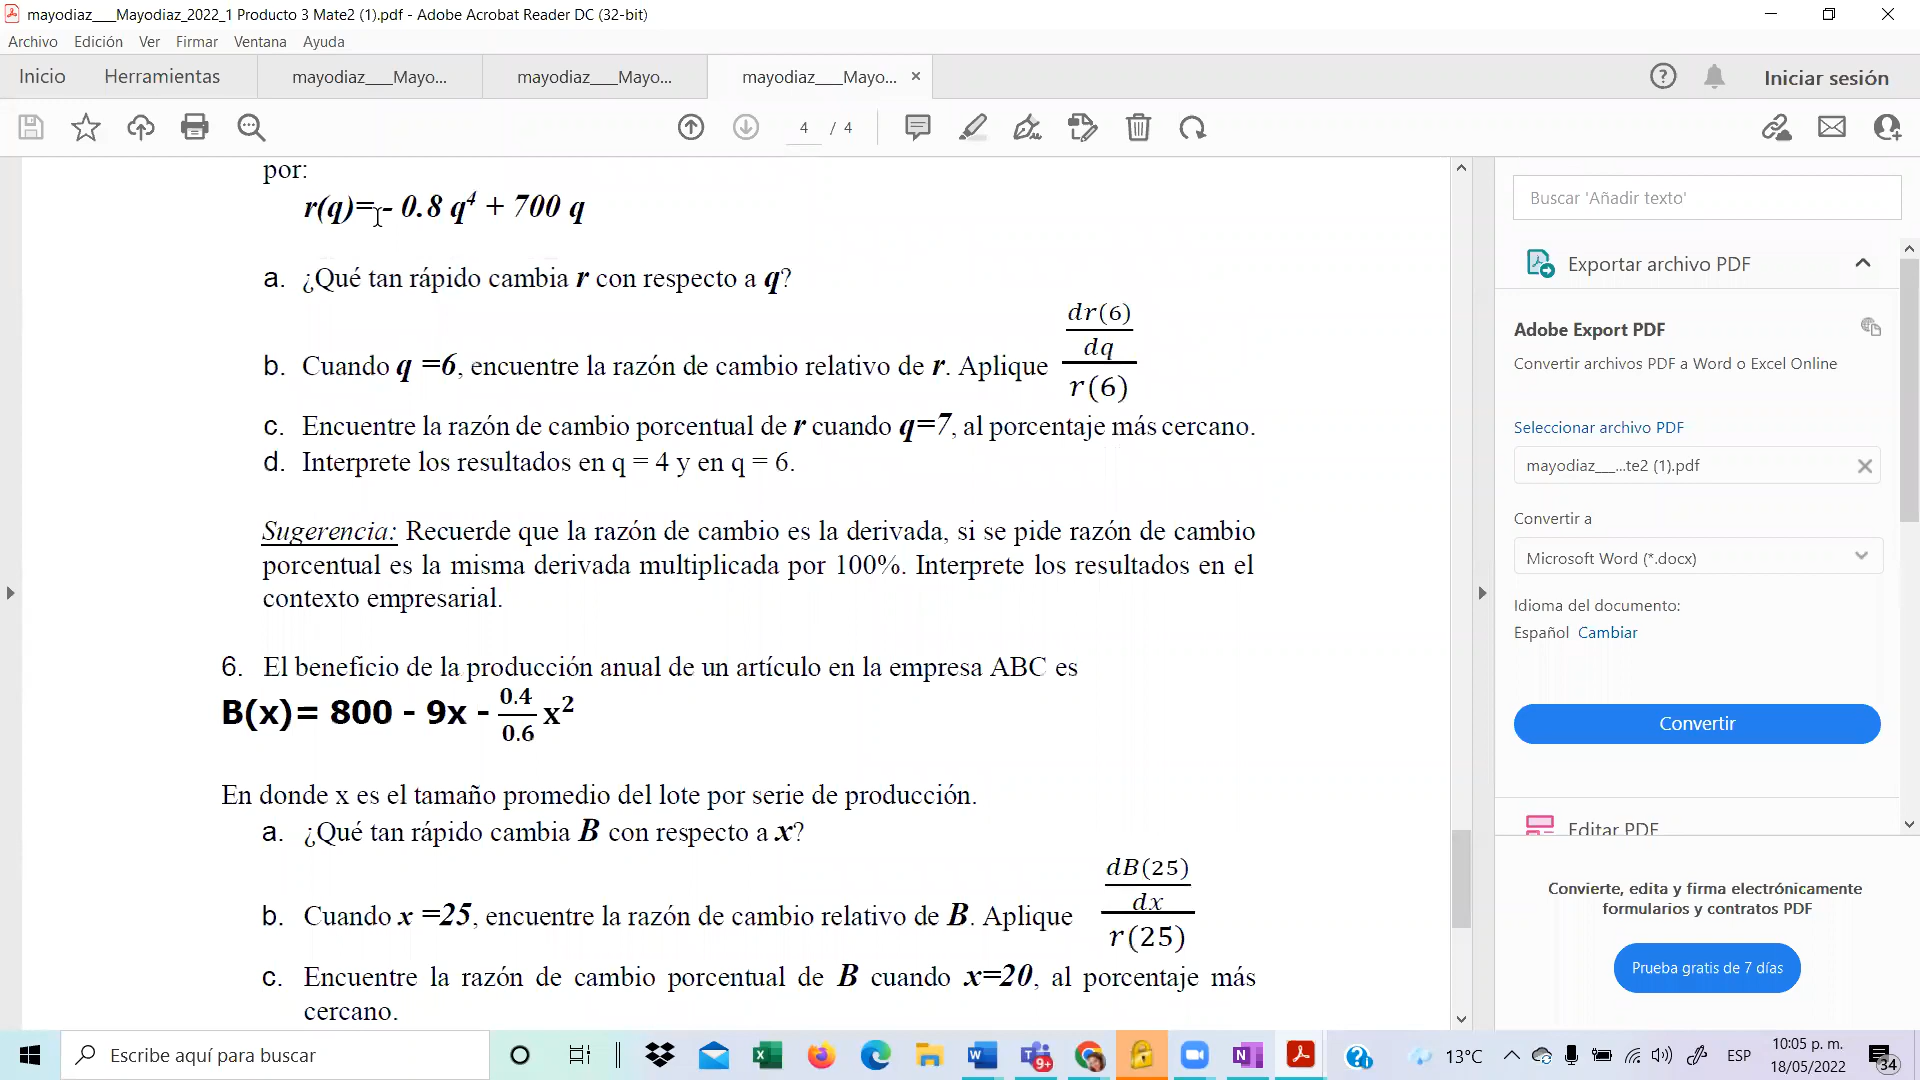 mayodiaz___Mayodiaz_2022_1 Producto 3 Mate2 (1).pdf - Adobe Acrobat Reader DC (32-bit)
Archivo Edición Ver Firmar Ventana Ayuda
Inicio Herramientas mayodiaz___Mayo... mayodiaz___Mayo... mayodiaz___Mayo... × Iniciar sesión
4 / 4
por:
r(q)= - 0.8 q⁴ + 700 q
a. ¿Qué tan rápido cambia r con respecto a q?
dr(6)
dq
b. Cuando q =6, encuentre la razón de cambio relativo de r. Aplique
r(6)
c. Encuentre la razón de cambio porcentual de r cuando q=7, al porcentaje más cercano.
d. Interprete los resultados en q = 4 y en q = 6.
Sugerencia: Recuerde que la razón de cambio es la derivada, si se pide razón de cambio
porcentual es la misma derivada multiplicada por 100%. Interprete los resultados en el
contexto empresarial.
6. El beneficio de la producción anual de un artículo en la empresa ABC es
B(x)= 800 - 9x - 0.4/0.6 x²
En donde x es el tamaño promedio del lote por serie de producción.
a. ¿Qué tan rápido cambia B con respecto a x?
dB(25)
dx
b. Cuando x =25, encuentre la razón de cambio relativo de B. Aplique
r(25)
c. Encuentre la razón de cambio porcentual de B cuando x=20, al porcentaje más
cercano.
Buscar 'Añadir texto'
Exportar archivo PDF
Adobe Export PDF
Convertir archivos PDF a Word o Excel Online
Seleccionar archivo PDF
mayodiaz___...te2 (1).pdf
Convertir a
Microsoft Word (*.docx)
Idioma del documento:
Español Cambiar
Convertir
Editar PDF
Convierte, edita y firma electrónicamente
formularios y contratos PDF
Prueba gratis de 7 días
Escribe aquí para buscar
9+
13°C
ESP
10:05 p. m.
18/05/2022
34